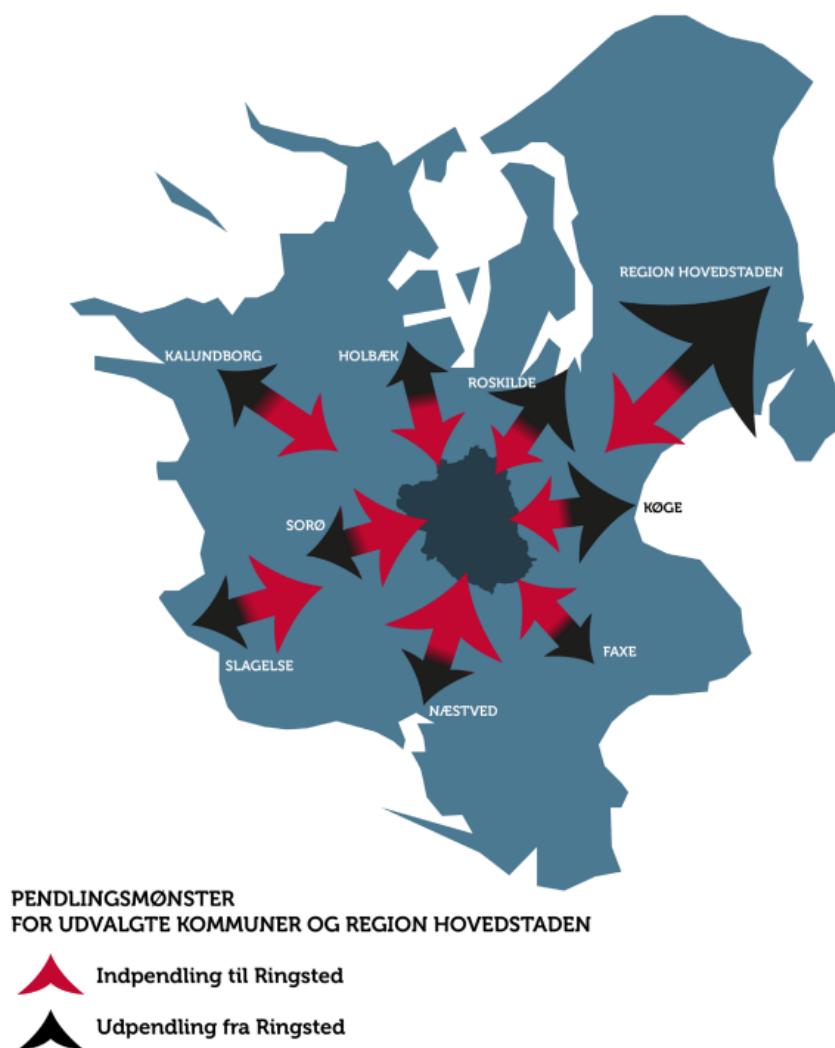 REGION HOVEDSTADEN
KALUNDBORG
HOLBÆK
ROSKILDE
KØGE
SORØ
FAXE
SLAGELSE
NÆSTVED
PENDLINGSMØNSTER
FOR UDVALGTE KOMMUNER OG REGION HOVEDSTADEN
Indpendling til Ringsted
Udpendling fra Ringsted